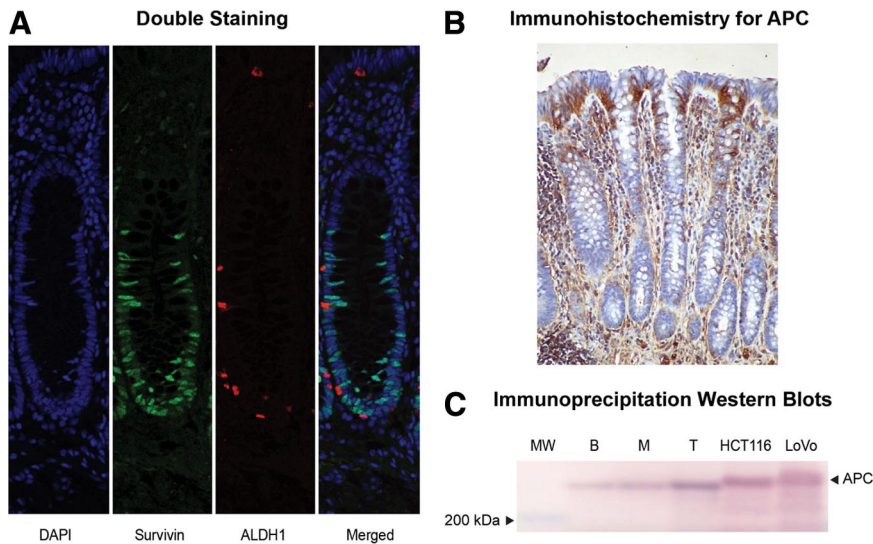 A
Double Staining
DAPI
Survivin
ALDH1
Merged
B
Immunohistochemistry for APC
C
Immunoprecipitation Western Blots
MW
B
M
T
HCT116
LoVo
APC
200 kDa